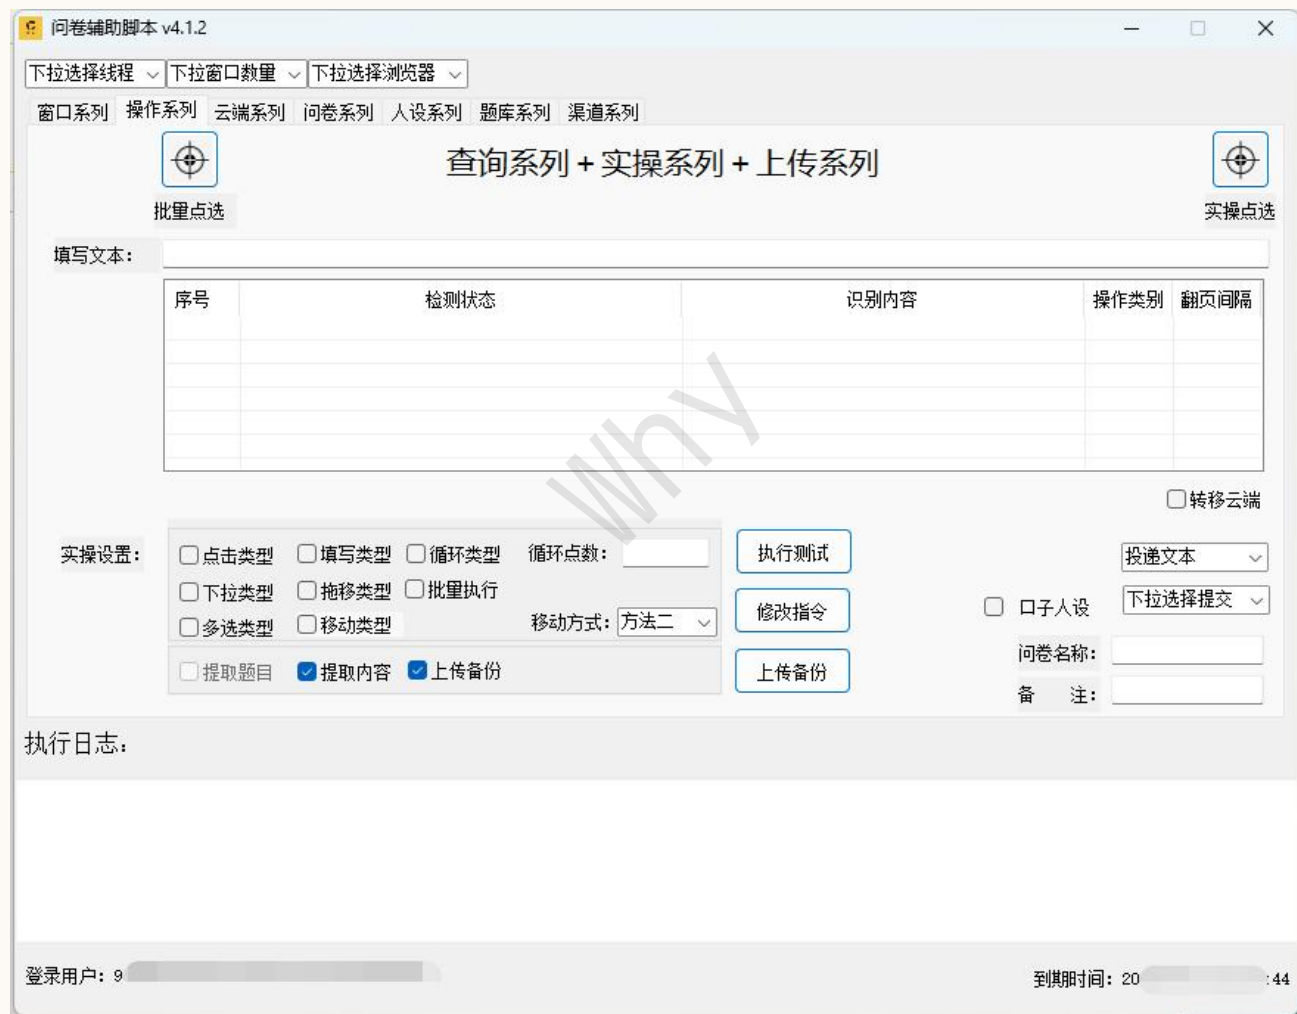 问卷辅助脚本 v4.1.2
下拉选择线程 下拉窗口数量 下拉选择浏览器
窗口系列 操作系列 云端系列 问卷系列 人设系列 题库系列 渠道系列
查询系列 + 实操系列 + 上传系列
批量点选 实操点选
填写文本:
序号 检测状态 识别内容 操作类别 翻页间隔
Why
转移云端
实操设置: 点击类型 填写类型 循环类型 循环点数: 执行测试 投递文本
下拉类型 拖移类型 批量执行 下拉选择提交
多选类型 移动类型 移动方式: 方法二 修改指令 口子人设
问卷名称:
提取题目 提取内容 上传备份 上传备份
备 注:
执行日志:
登录用户: 9 到期时间: 20 :44